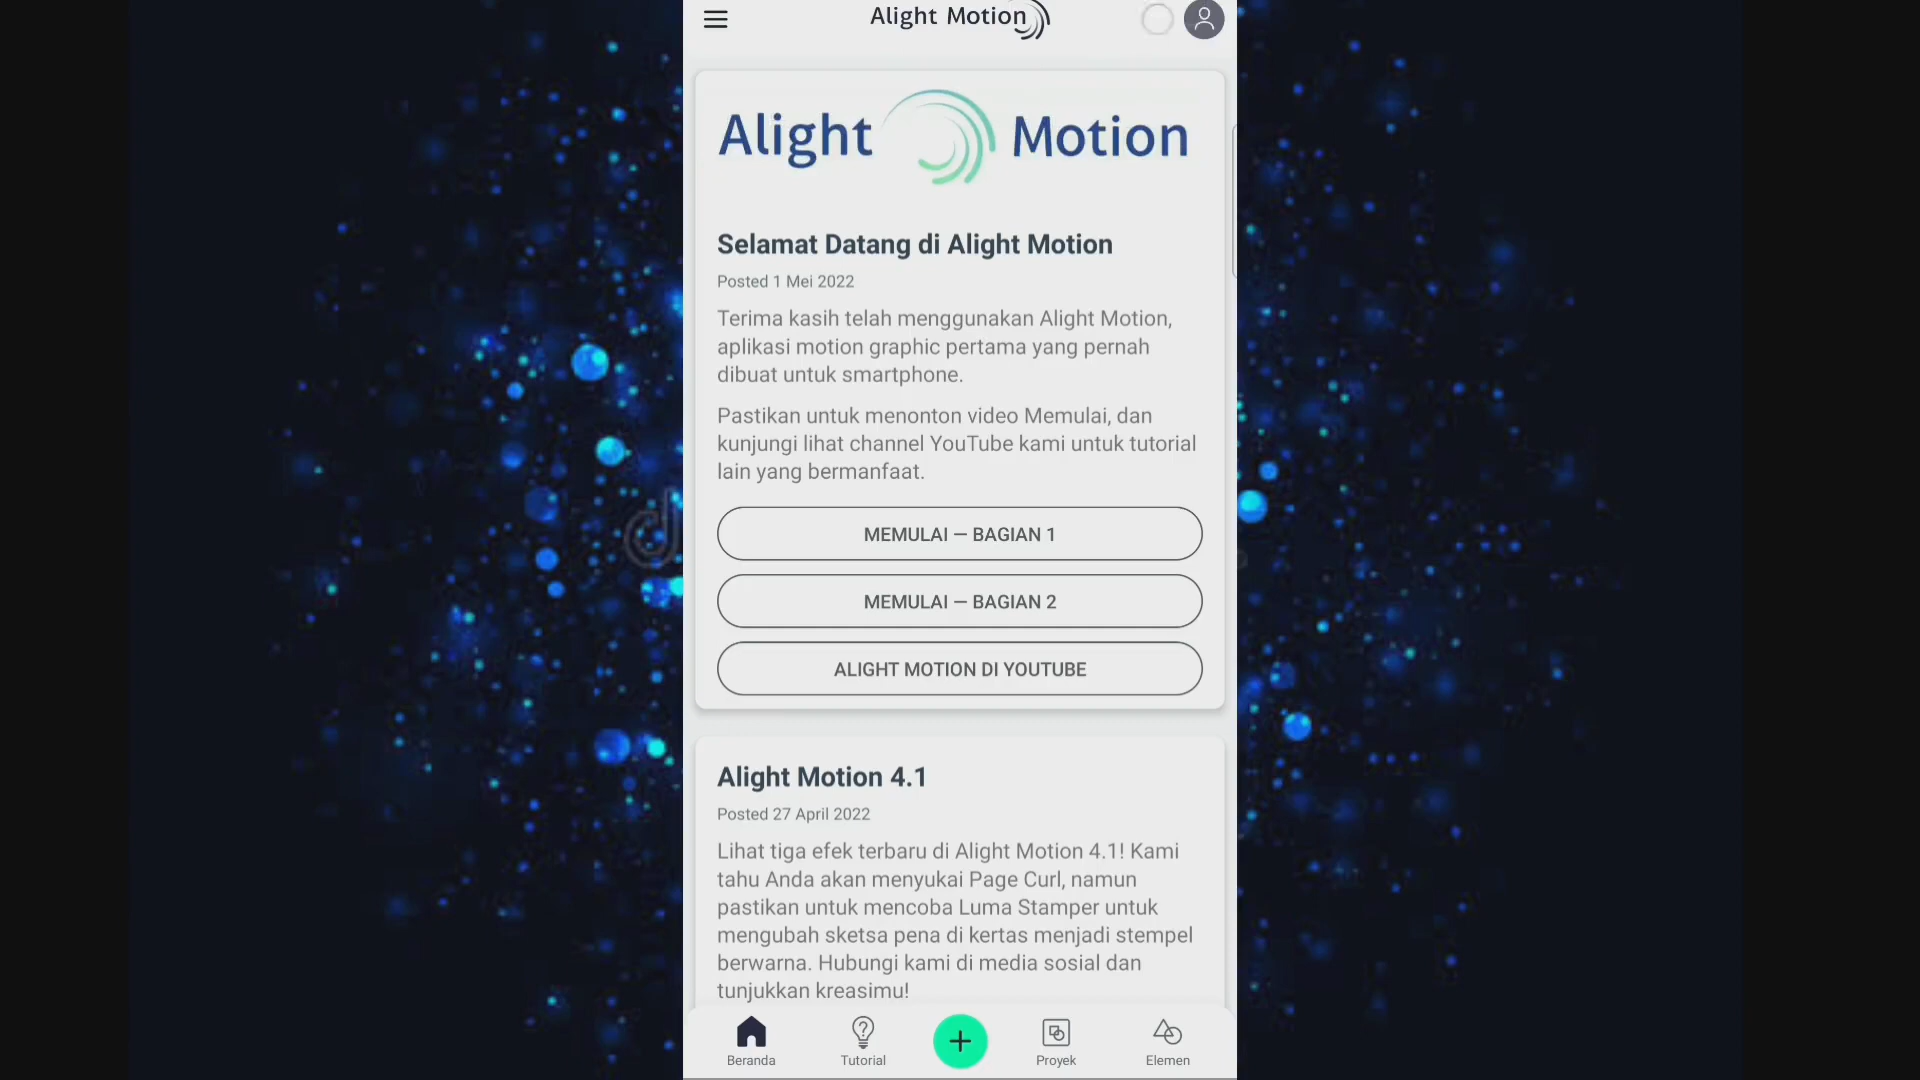 Alight Motion
Alight Motion
Selamat Datang di Alight Motion
Posted 1 Mei 2022
Terima kasih telah menggunakan Alight Motion,
aplikasi motion graphic pertama yang pernah
dibuat untuk smartphone.
Pastikan untuk menonton video Memulai, dan
kunjungi lihat channel YouTube kami untuk tutorial
lain yang bermanfaat.
MEMULAI — BAGIAN 1
MEMULAI — BAGIAN 2
ALIGHT MOTION DI YOUTUBE
Alight Motion 4.1
Posted 27 April 2022
Lihat tiga efek terbaru di Alight Motion 4.1! Kami
tahu Anda akan menyukai Page Curl, namun
pastikan untuk mencoba Luma Stamper untuk
mengubah sketsa pena di kertas menjadi stempel
berwarna. Hubungi kami di media sosial dan
tunjukkan kreasimu!
Beranda
Tutorial
Proyek
Elemen